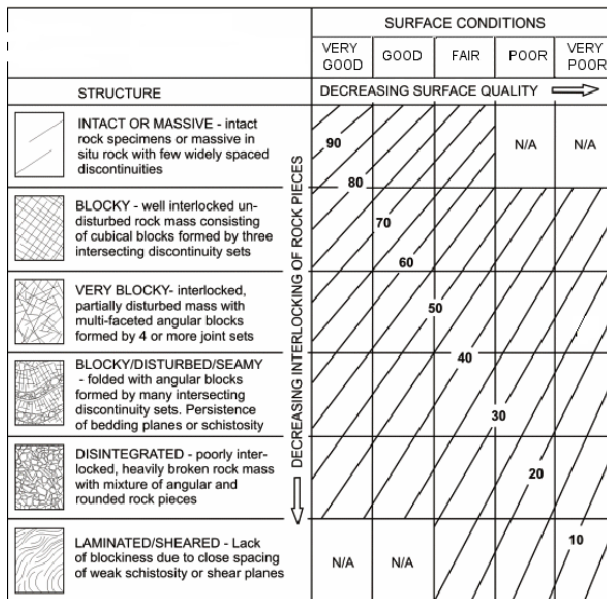 SURFACE CONDITIONS
VERY GOOD
GOOD
FAIR
POOR
VERY POOR
STRUCTURE
DECREASING SURFACE QUALITY
DECREASING INTERLOCKING OF ROCK PIECES
INTACT OR MASSIVE - intact
rock specimens or massive in
situ rock with few widely spaced
discontinuities
90
80
N/A
N/A
BLOCKY - well interlocked un-
disturbed rock mass consisting
of cubical blocks formed by three
intersecting discontinuity sets
70
60
VERY BLOCKY- interlocked,
partially disturbed mass with
multi-faceted angular blocks
formed by 4 or more joint sets
50
BLOCKY/DISTURBED/SEAMY
- folded with angular blocks
formed by many intersecting
discontinuity sets. Persistence
of bedding planes or schistosity
40
30
DISINTEGRATED - poorly inter-
locked, heavily broken rock mass
with mixture of angular and
rounded rock pieces
20
LAMINATED/SHEARED - Lack
of blockiness due to close spacing
of weak schistosity or shear planes
N/A
N/A
10